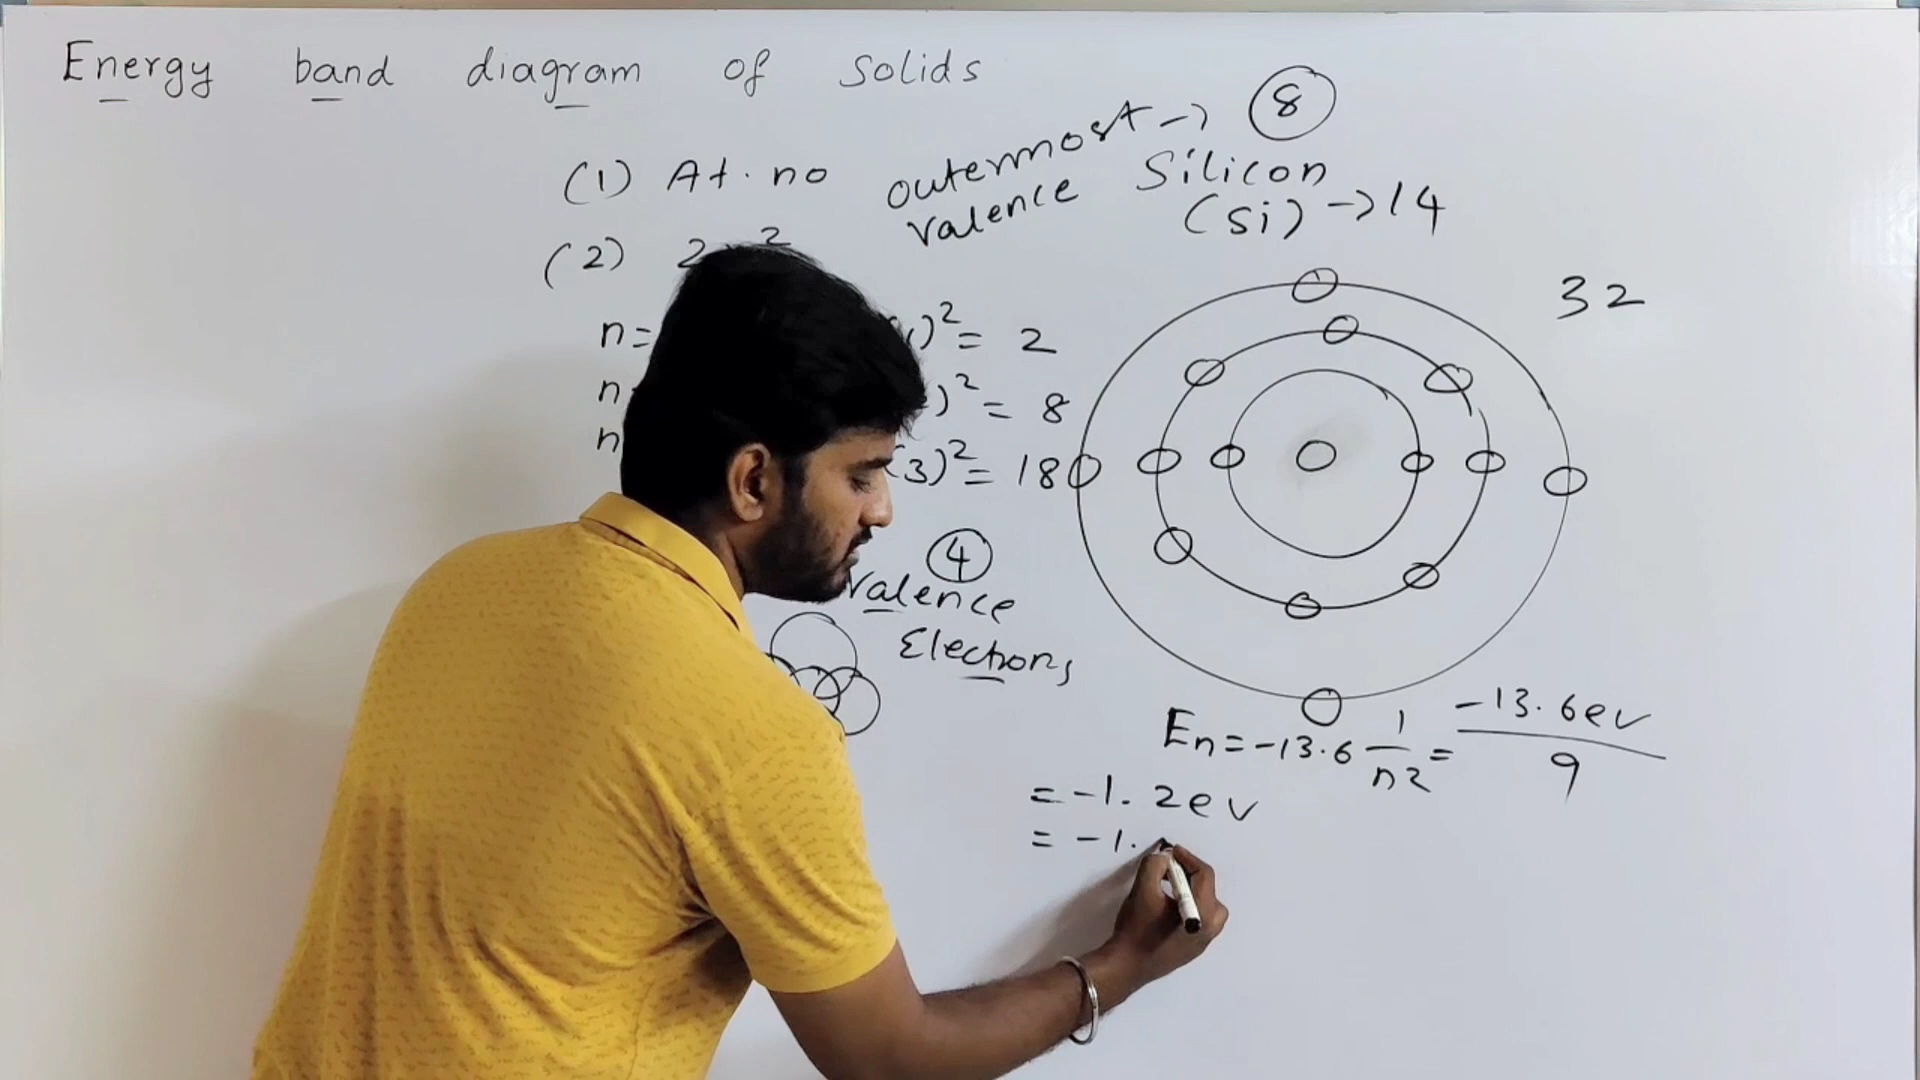 Energy band diagram of Solids
(1) At. no
outermost → 8
valence
Silicon
(Si) → 14
(2) 2 2
32
n=
)² = 2
n
)² = 8
n
(3)² = 18
4
valence
Electrons
En = -13.6 1/n2 = -13.6ev/9
= -1.2ev
= -1.